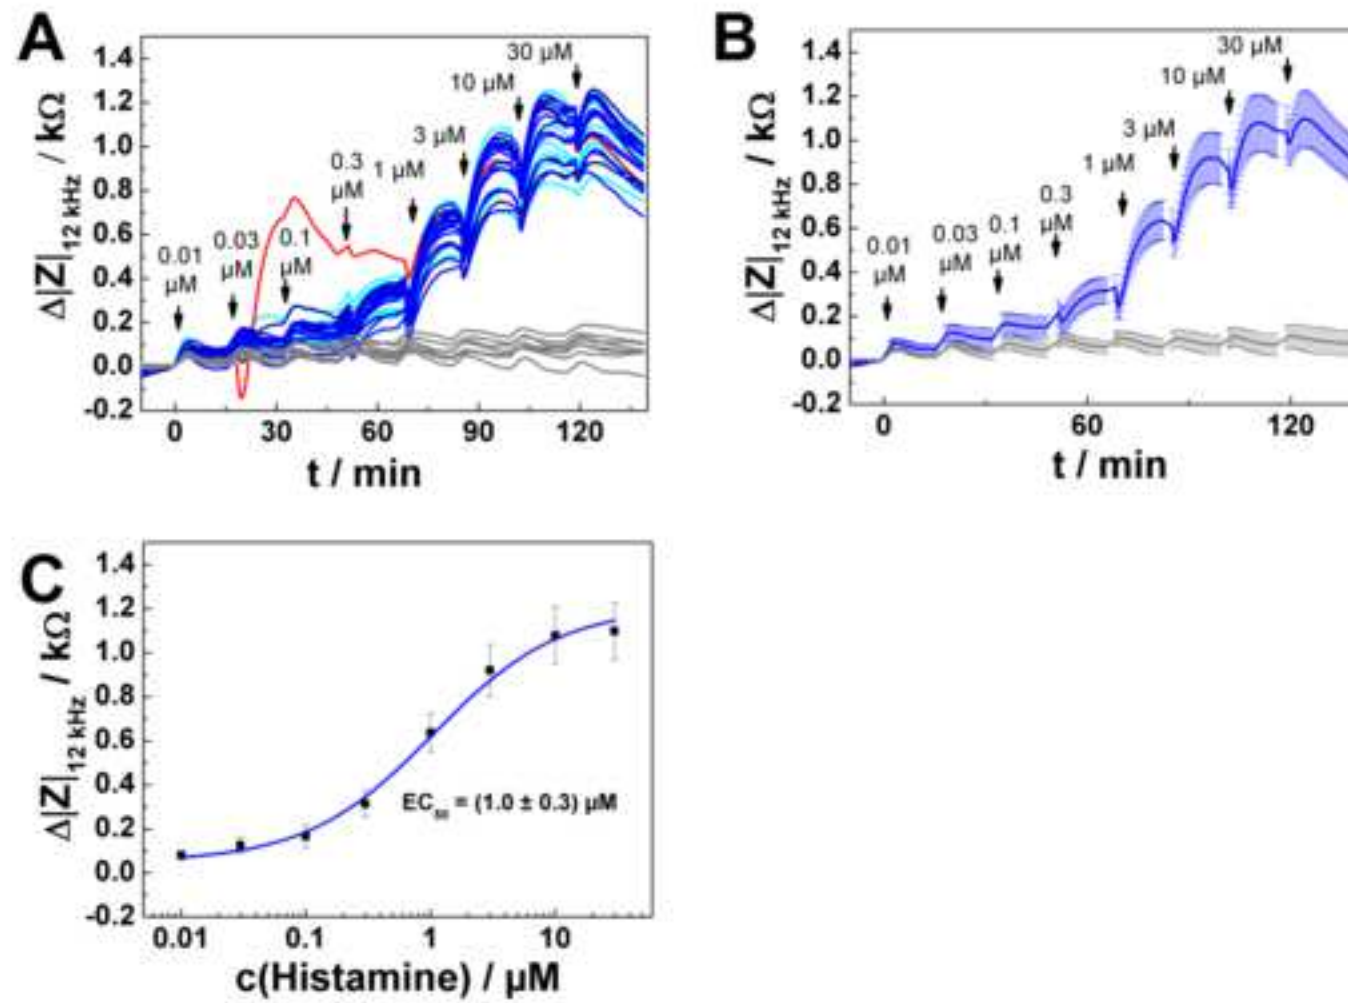 A
Δ|Z|12 kHz / kΩ
1.4
1.2
1.0
0.8
0.6
0.4
0.2
0.0
-0.2
0.01
µM
0.03
µM
0.1
µM
0.3
µM
1 µM
3 µM
10 µM
30 µM
0 30 60 90 120
t / min
B
Δ|Z|12 kHz / kΩ
1.4
1.2
1.0
0.8
0.6
0.4
0.2
0.0
-0.2
0.01
µM
0.03
µM
0.1
µM
0.3
µM
1 µM
3 µM
10 µM
30 µM
0 60 120
t / min
C
Δ|Z|12 kHz / kΩ
1.4
1.2
1.0
0.8
0.6
0.4
0.2
0.0
-0.2
EC50 = (1.0 ± 0.3) µM
0.01 0.1 1 10
c(Histamine) / µM